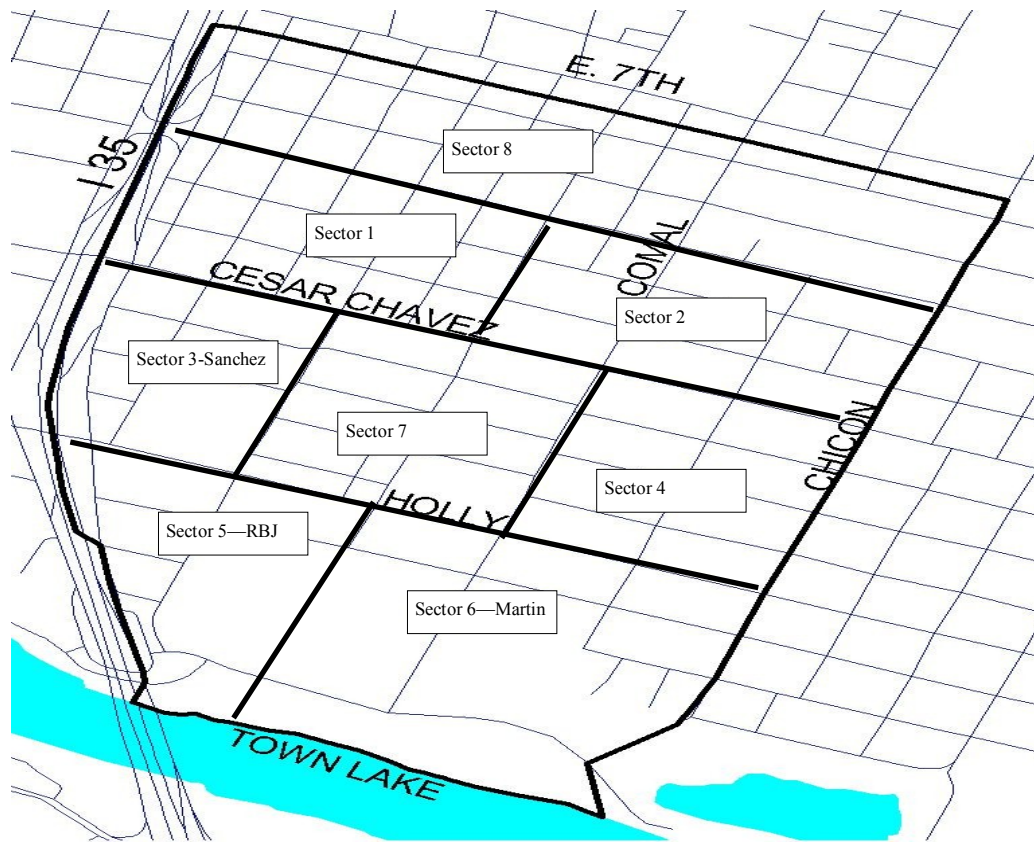 E. 7TH
Sector 8
I 35
Sector 1
COMAL
CESAR CHAVEZ
Sector 2
Sector 3-Sanchez
Sector 7
CHICON
Sector 4
HOLLY
Sector 5—RBJ
Sector 6—Martin
TOWN LAKE